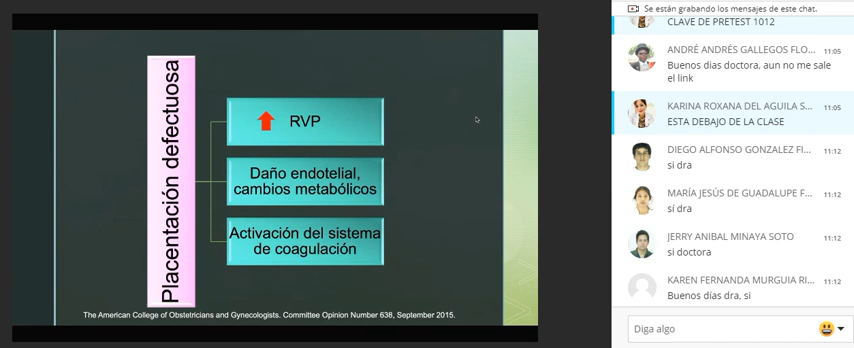 Placentación defectuosa
RVP
Daño endotelial,
cambios metabólicos
Activación del sistema
de coagulación
The American College of Obstetricians and Gynecologists. Committee Opinion Number 638, September 2015.
Se están grabando los mensajes de este chat.
CLAVE DE PRETEST 1012
ANDRÉ ANDRÉS GALLEGOS FLO... 11:05
Buenos dias doctora, aun no me sale
el link
KARINA ROXANA DEL AGUILA S... 11:05
ESTA DEBAJO DE LA CLASE
DIEGO ALFONSO GONZALEZ FI... 11:12
si dra
MARÍA JESÚS DE GUADALUPE F... 11:12
sí dra
JERRY ANIBAL MINAYA SOTO 11:12
si doctora
KAREN FERNANDA MURGUIA RI... 11:12
Buenos días dra, si
Diga algo